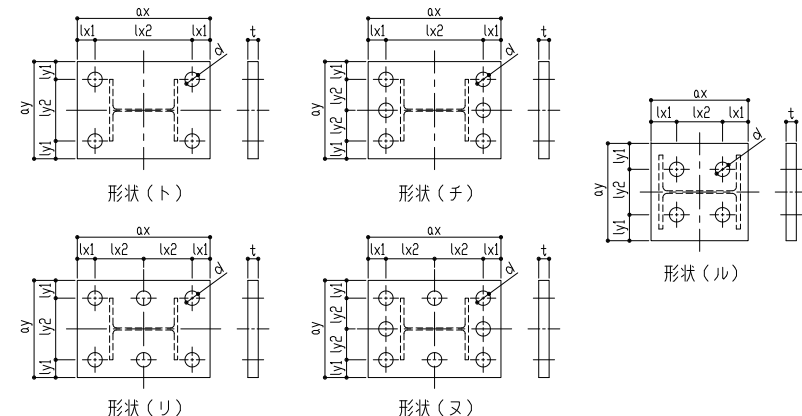 ax
lx1 lx2 lx1 t
d
ly1
ay ly2
ly1
形状（ト）
ax
lx1 lx2 lx1 t
d
ly1
ay ly2
ly2
ly1
形状（チ）
ax
lx1 lx2 lx1 t
d
ly1
ay ly2
ly1
形状（ル）
ax
lx1 lx2 lx2 lx1 t
d
ly1
ay ly2
ly1
形状（リ）
ax
lx1 lx2 lx2 lx1 t
d
ly1
ay ly2
ly2
ly1
形状（ヌ）